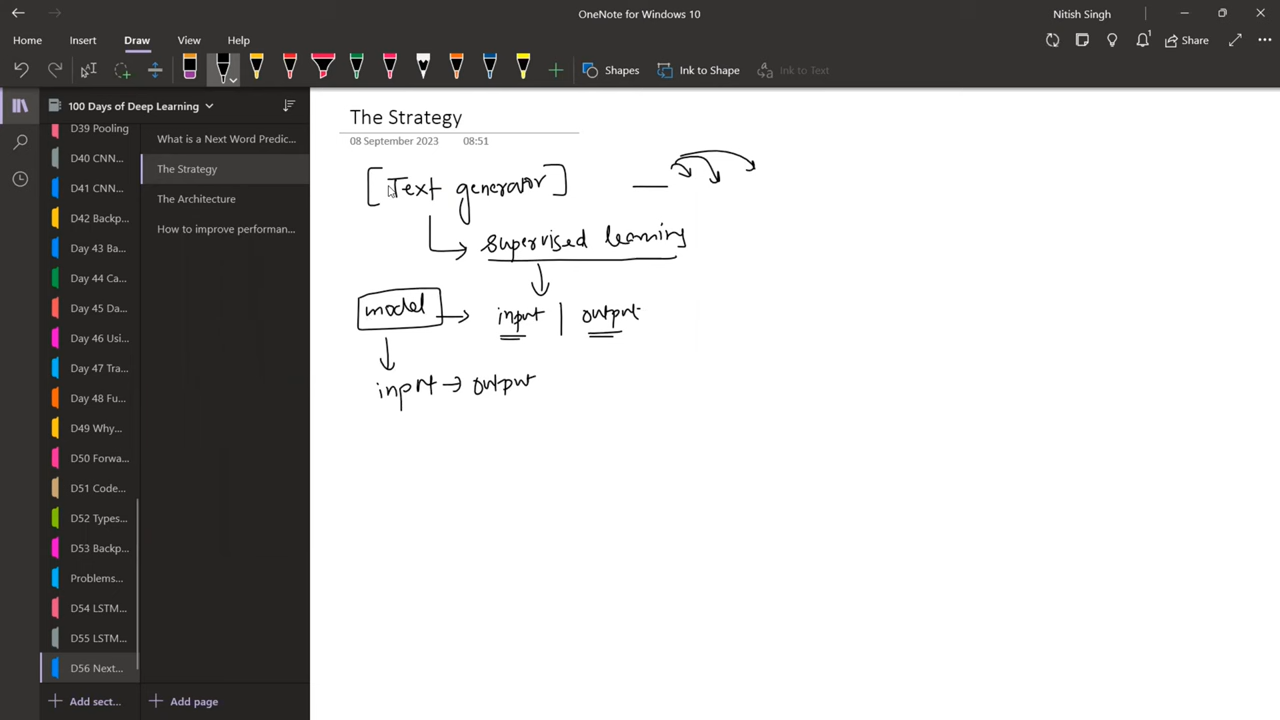 OneNote for Windows 10
Nitish Singh
Home Insert Draw View Help
Share
Shapes Ink to Shape Ink to Text
100 Days of Deep Learning
D39 Pooling
D40 CNN...
D41 CNN...
D42 Backp...
Day 43 Ba...
Day 44 Ca...
Day 45 Da...
Day 46 Usi...
Day 47 Tra...
Day 48 Fu...
D49 Why...
D50 Forwa...
D51 Code...
D52 Types...
D53 Backp...
Problems...
D54 LSTM...
D55 LSTM...
D56 Next...
Add sect...
What is a Next Word Predic...
The Strategy
The Architecture
How to improve performan...
Add page
The Strategy
08 September 2023 08:51
[Text generator]
supervised learning
model → input | output
input → output